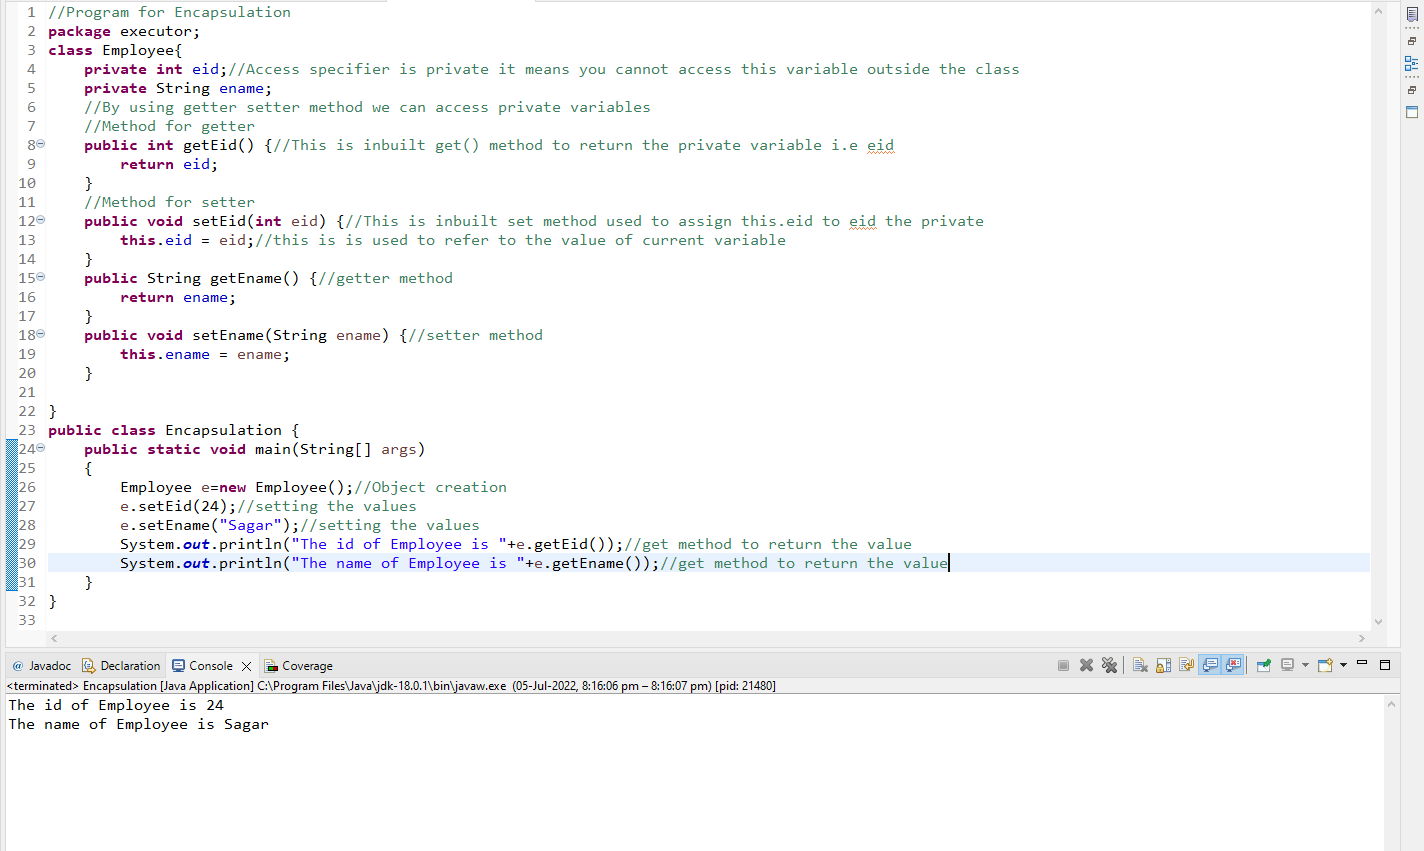 1 //Program for Encapsulation
2 package executor;
3 class Employee{
4     private int eid;//Access specifier is private it means you cannot access this variable outside the class
5     private String ename;
6     //By using getter setter method we can access private variables
7     //Method for getter
8     public int getEid() {//This is inbuilt get() method to return the private variable i.e eid
9         return eid;
10     }
11     //Method for setter
12     public void setEid(int eid) {//This is inbuilt set method used to assign this.eid to eid the private
13         this.eid = eid;//this is is used to refer to the value of current variable
14     }
15     public String getEname() {//getter method
16         return ename;
17     }
18     public void setEname(String ename) {//setter method
19         this.ename = ename;
20     }
21
22 }
23 public class Encapsulation {
24     public static void main(String[] args)
25     {
26         Employee e=new Employee();//Object creation
27         e.setEid(24);//setting the values
28         e.setEname("Sagar");//setting the values
29         System.out.println("The id of Employee is "+e.getEid());//get method to return the value
30         System.out.println("The name of Employee is "+e.getEname());//get method to return the value
31     }
32 }
33
@ Javadoc Declaration Console Coverage
<terminated> Encapsulation [Java Application] C:\Program Files\Java\jdk-18.0.1\bin\javaw.exe (05-Jul-2022, 8:16:06 pm – 8:16:07 pm) [pid: 21480]
The id of Employee is 24
The name of Employee is Sagar